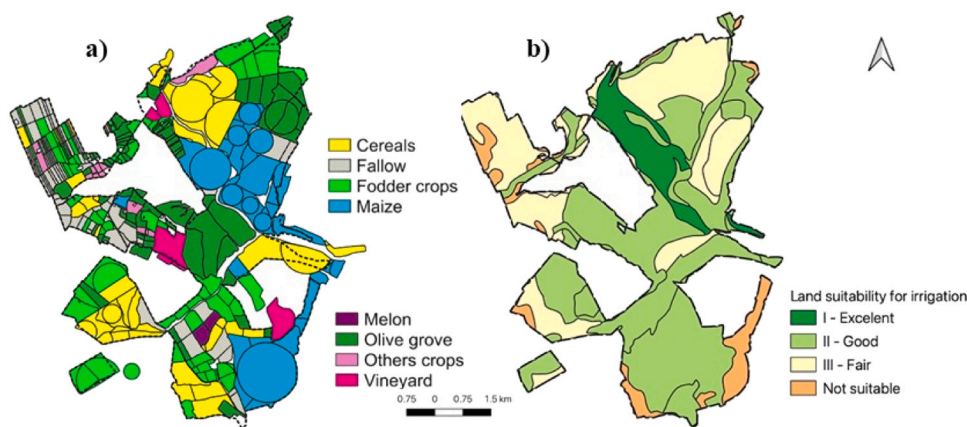 a)
Cereals
Fallow
Fodder crops
Maize
Melon
Olive grove
Others crops
Vineyard
0.75 0 0.75 1.5 km
b)
Land suitability for irrigation
I - Excelent
II - Good
III - Fair
Not suitable